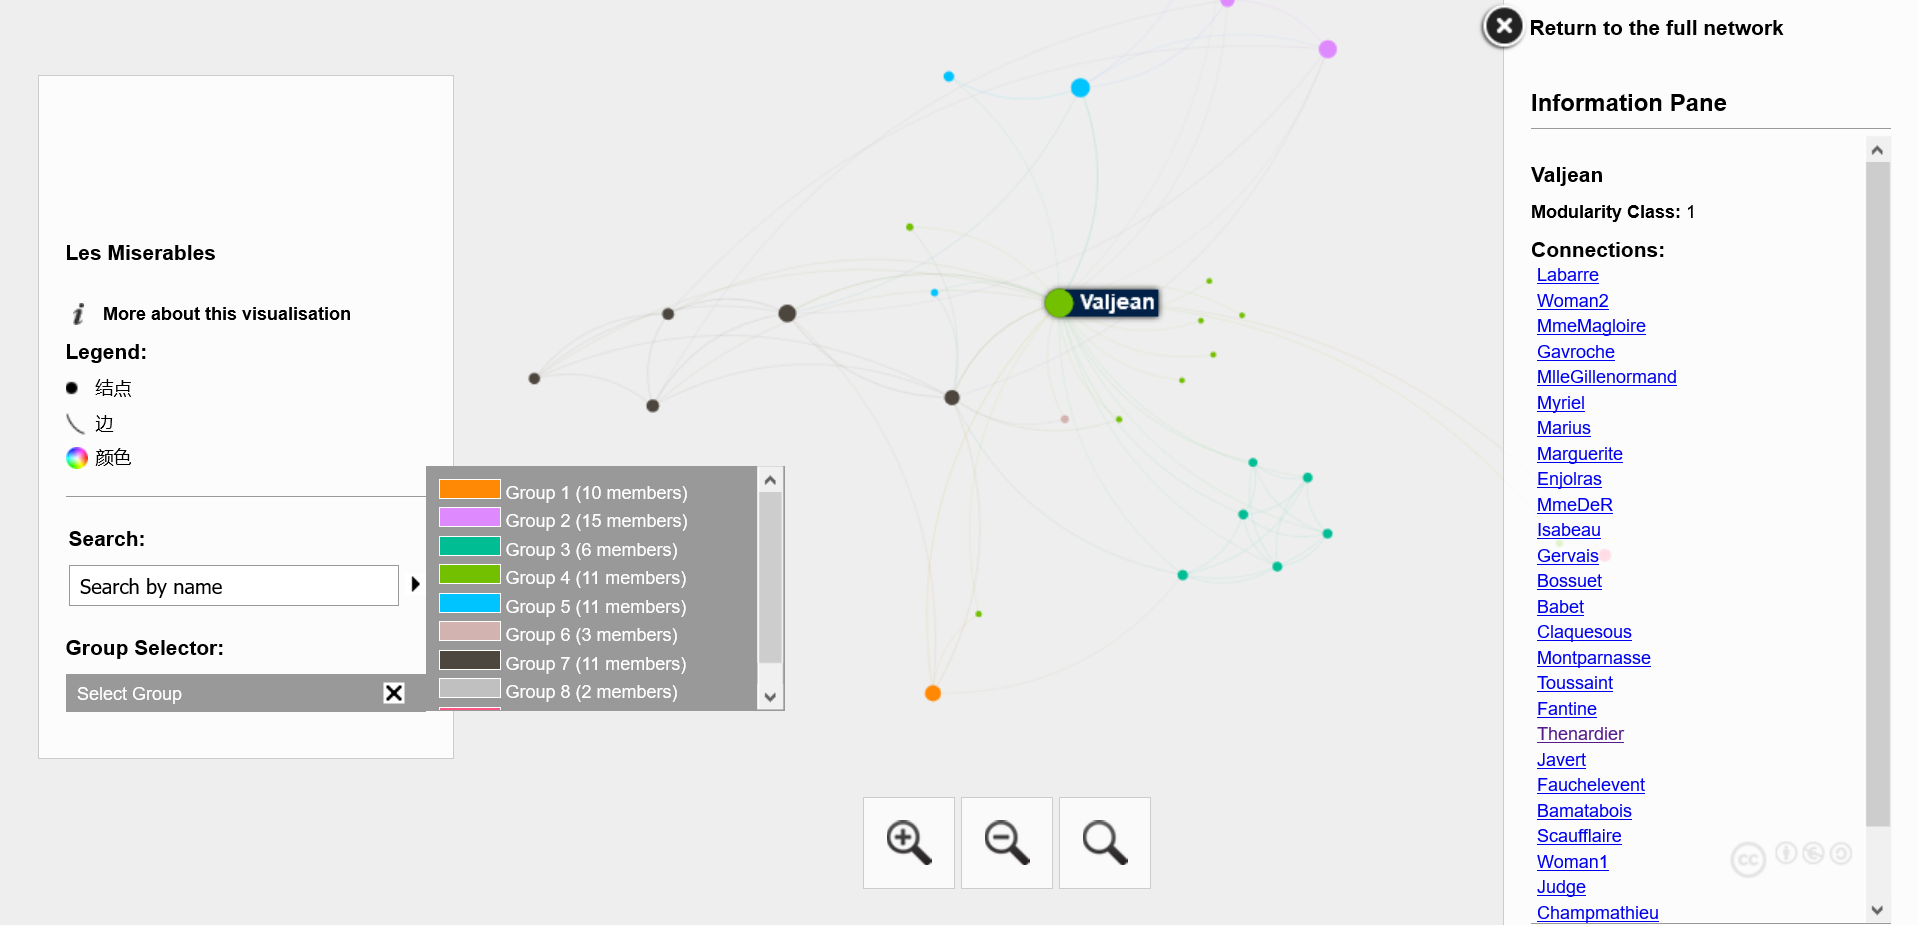 Les Miserables
More about this visualisation
Legend:
结点
边
颜色
Search:
Search by name
Group Selector:
Select Group
Group 1 (10 members)
Group 2 (15 members)
Group 3 (6 members)
Group 4 (11 members)
Group 5 (11 members)
Group 6 (3 members)
Group 7 (11 members)
Group 8 (2 members)
Valjean
Return to the full network
Information Pane
Valjean
Modularity Class: 1
Connections:
Labarre
Woman2
MmeMagloire
Gavroche
MlleGillenormand
Myriel
Marius
Marguerite
Enjolras
MmeDeR
Isabeau
Gervais
Bossuet
Babet
Claquesous
Montparnasse
Toussaint
Fantine
Thenardier
Javert
Fauchelevent
Bamatabois
Scaufflaire
Woman1
Judge
Champmathieu
cc